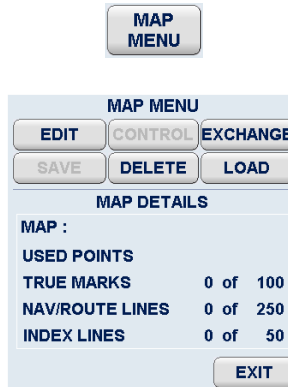 MAP
MENU
MAP MENU
EDIT CONTROL EXCHANGE
SAVE DELETE LOAD
MAP DETAILS
MAP :
USED POINTS
TRUE MARKS 0 of 100
NAV/ROUTE LINES 0 of 250
INDEX LINES 0 of 50
EXIT